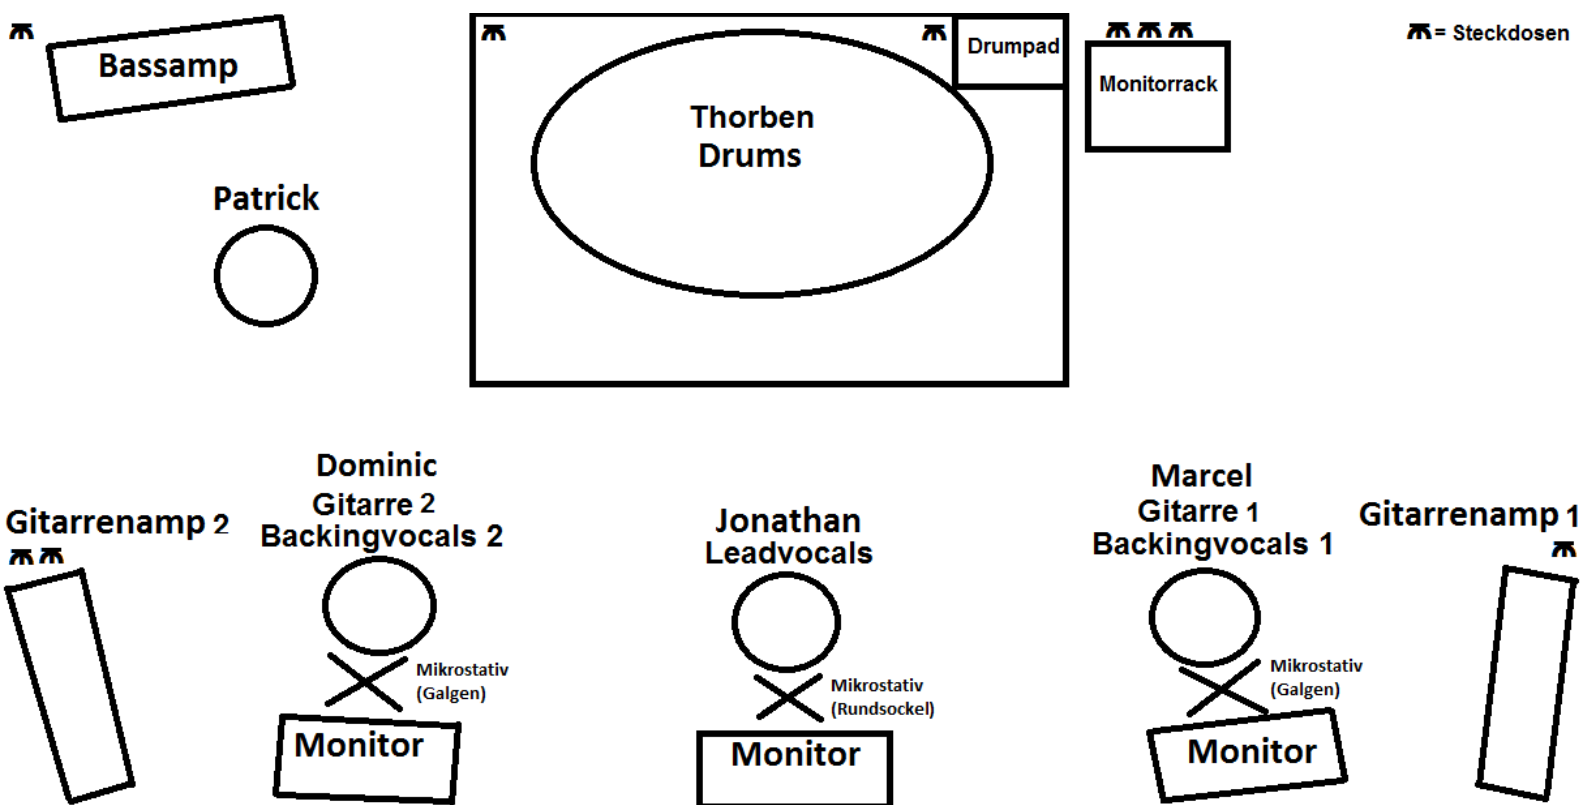 Bassamp
Thorben
Drums
Drumpad
Monitorrack
= Steckdosen
Patrick
Gitarrenamp 2
Dominic
Gitarre 2
Backingvocals 2
Jonathan
Leadvocals
Marcel
Gitarre 1
Backingvocals 1
Gitarrenamp 1
Mikrostativ
(Galgen)
Mikrostativ
(Rundsockel)
Mikrostativ
(Galgen)
Monitor
Monitor
Monitor